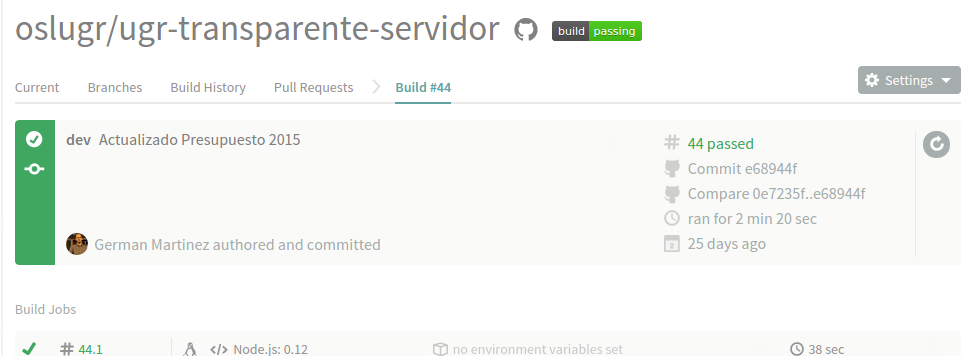 oslugr/ugr-transparente-servidor build passing
Current Branches Build History Pull Requests Build #44 Settings
dev Actualizado Presupuesto 2015
# 44 passed
Commit e68944f
Compare 0e7235f..e68944f
ran for 2 min 20 sec
25 days ago
German Martinez authored and committed
Build Jobs
# 44.1 </> Node.js: 0.12 no environment variables set 38 sec